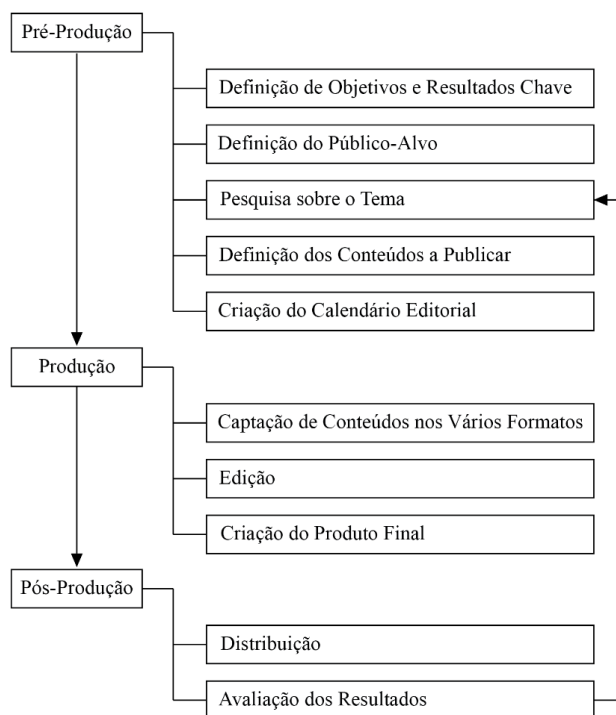 Pré-Produção
Definição de Objetivos e Resultados Chave
Definição do Público-Alvo
Pesquisa sobre o Tema
Definição dos Conteúdos a Publicar
Criação do Calendário Editorial
Produção
Captação de Conteúdos nos Vários Formatos
Edição
Criação do Produto Final
Pós-Produção
Distribuição
Avaliação dos Resultados